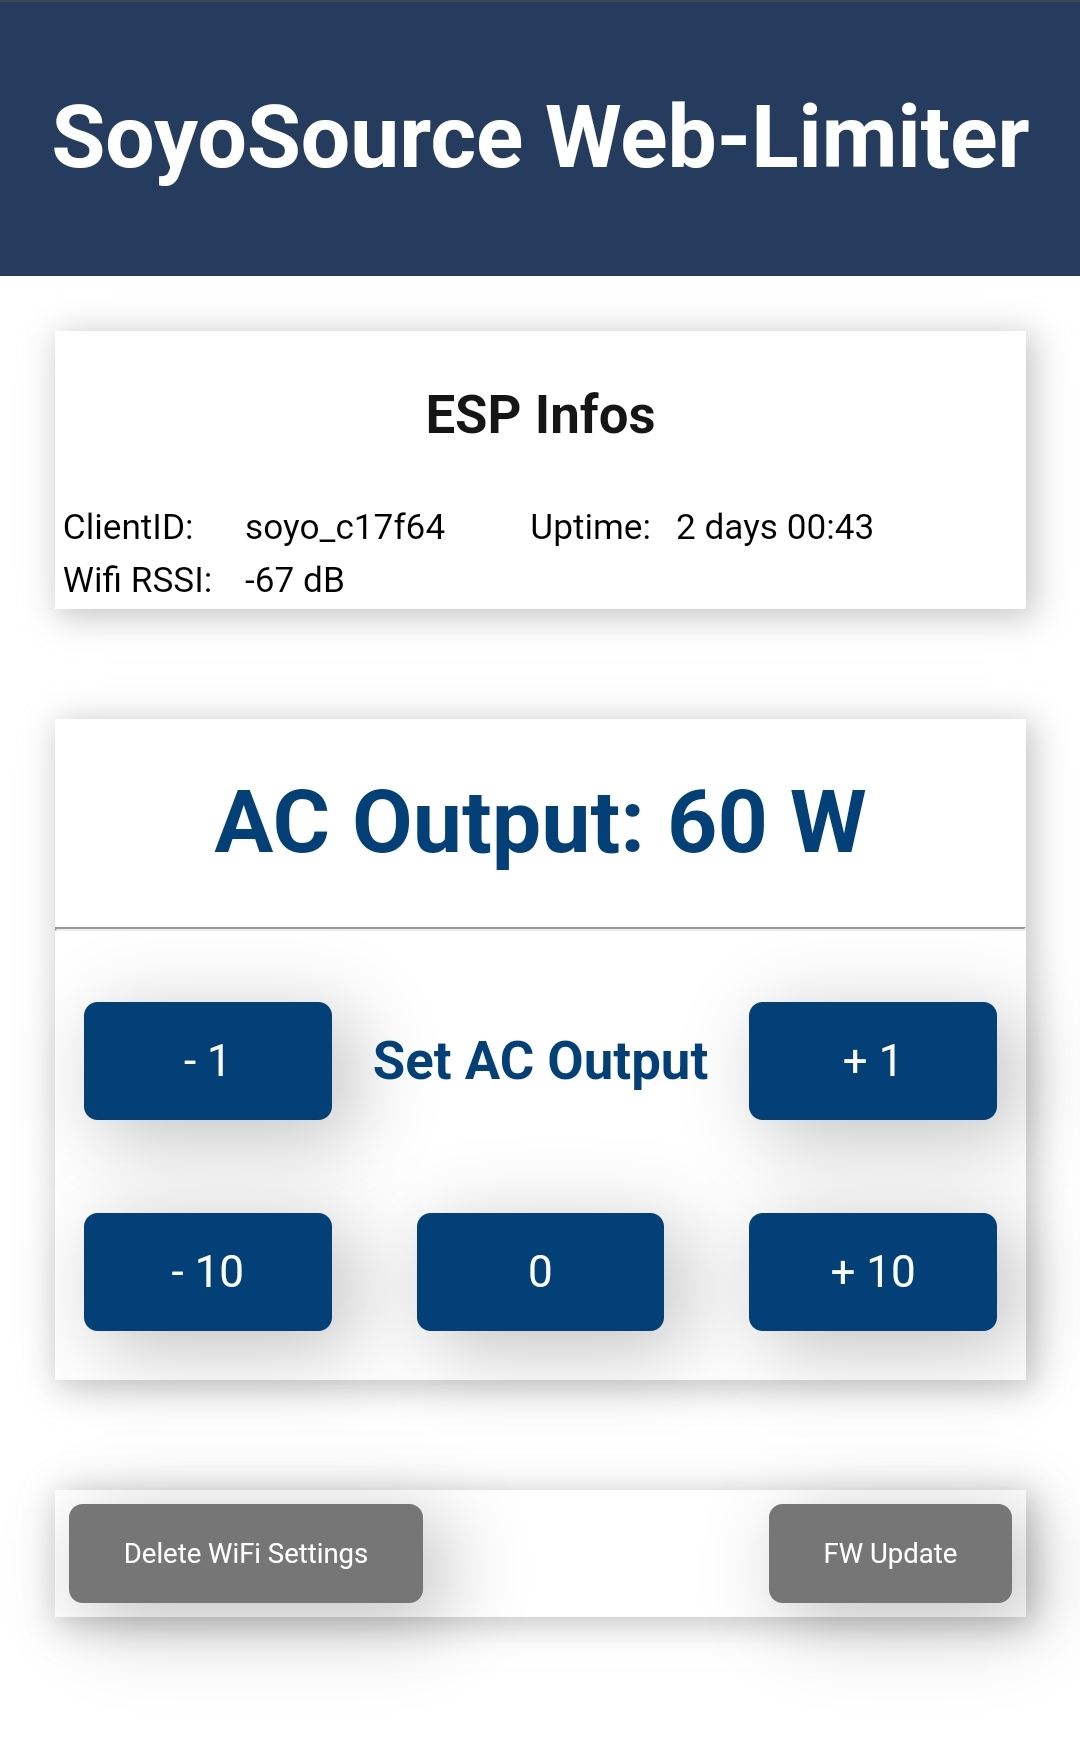 SoyoSource Web-Limiter
ESP Infos
ClientID: soyo_c17f64 Uptime: 2 days 00:43
Wifi RSSI: -67 dB
AC Output: 60 W
- 1 Set AC Output + 1
- 10 0 + 10
Delete WiFi Settings FW Update